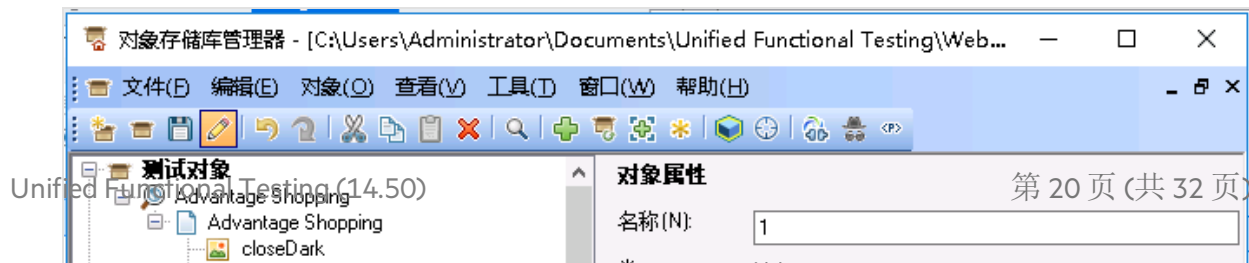 对象存储库管理器 - [C:\Users\Administrator\Documents\Unified Functional Testing\Web...
文件(F) 编辑(E) 对象(O) 查看(V) 工具(T) 窗口(W) 帮助(H)
<P>
测试对象
对象属性
Unified Functional Testing (14.50)
第 20 页 (共 32 页)
Advantage Shopping
Advantage Shopping
名称(N):
1
closeDark